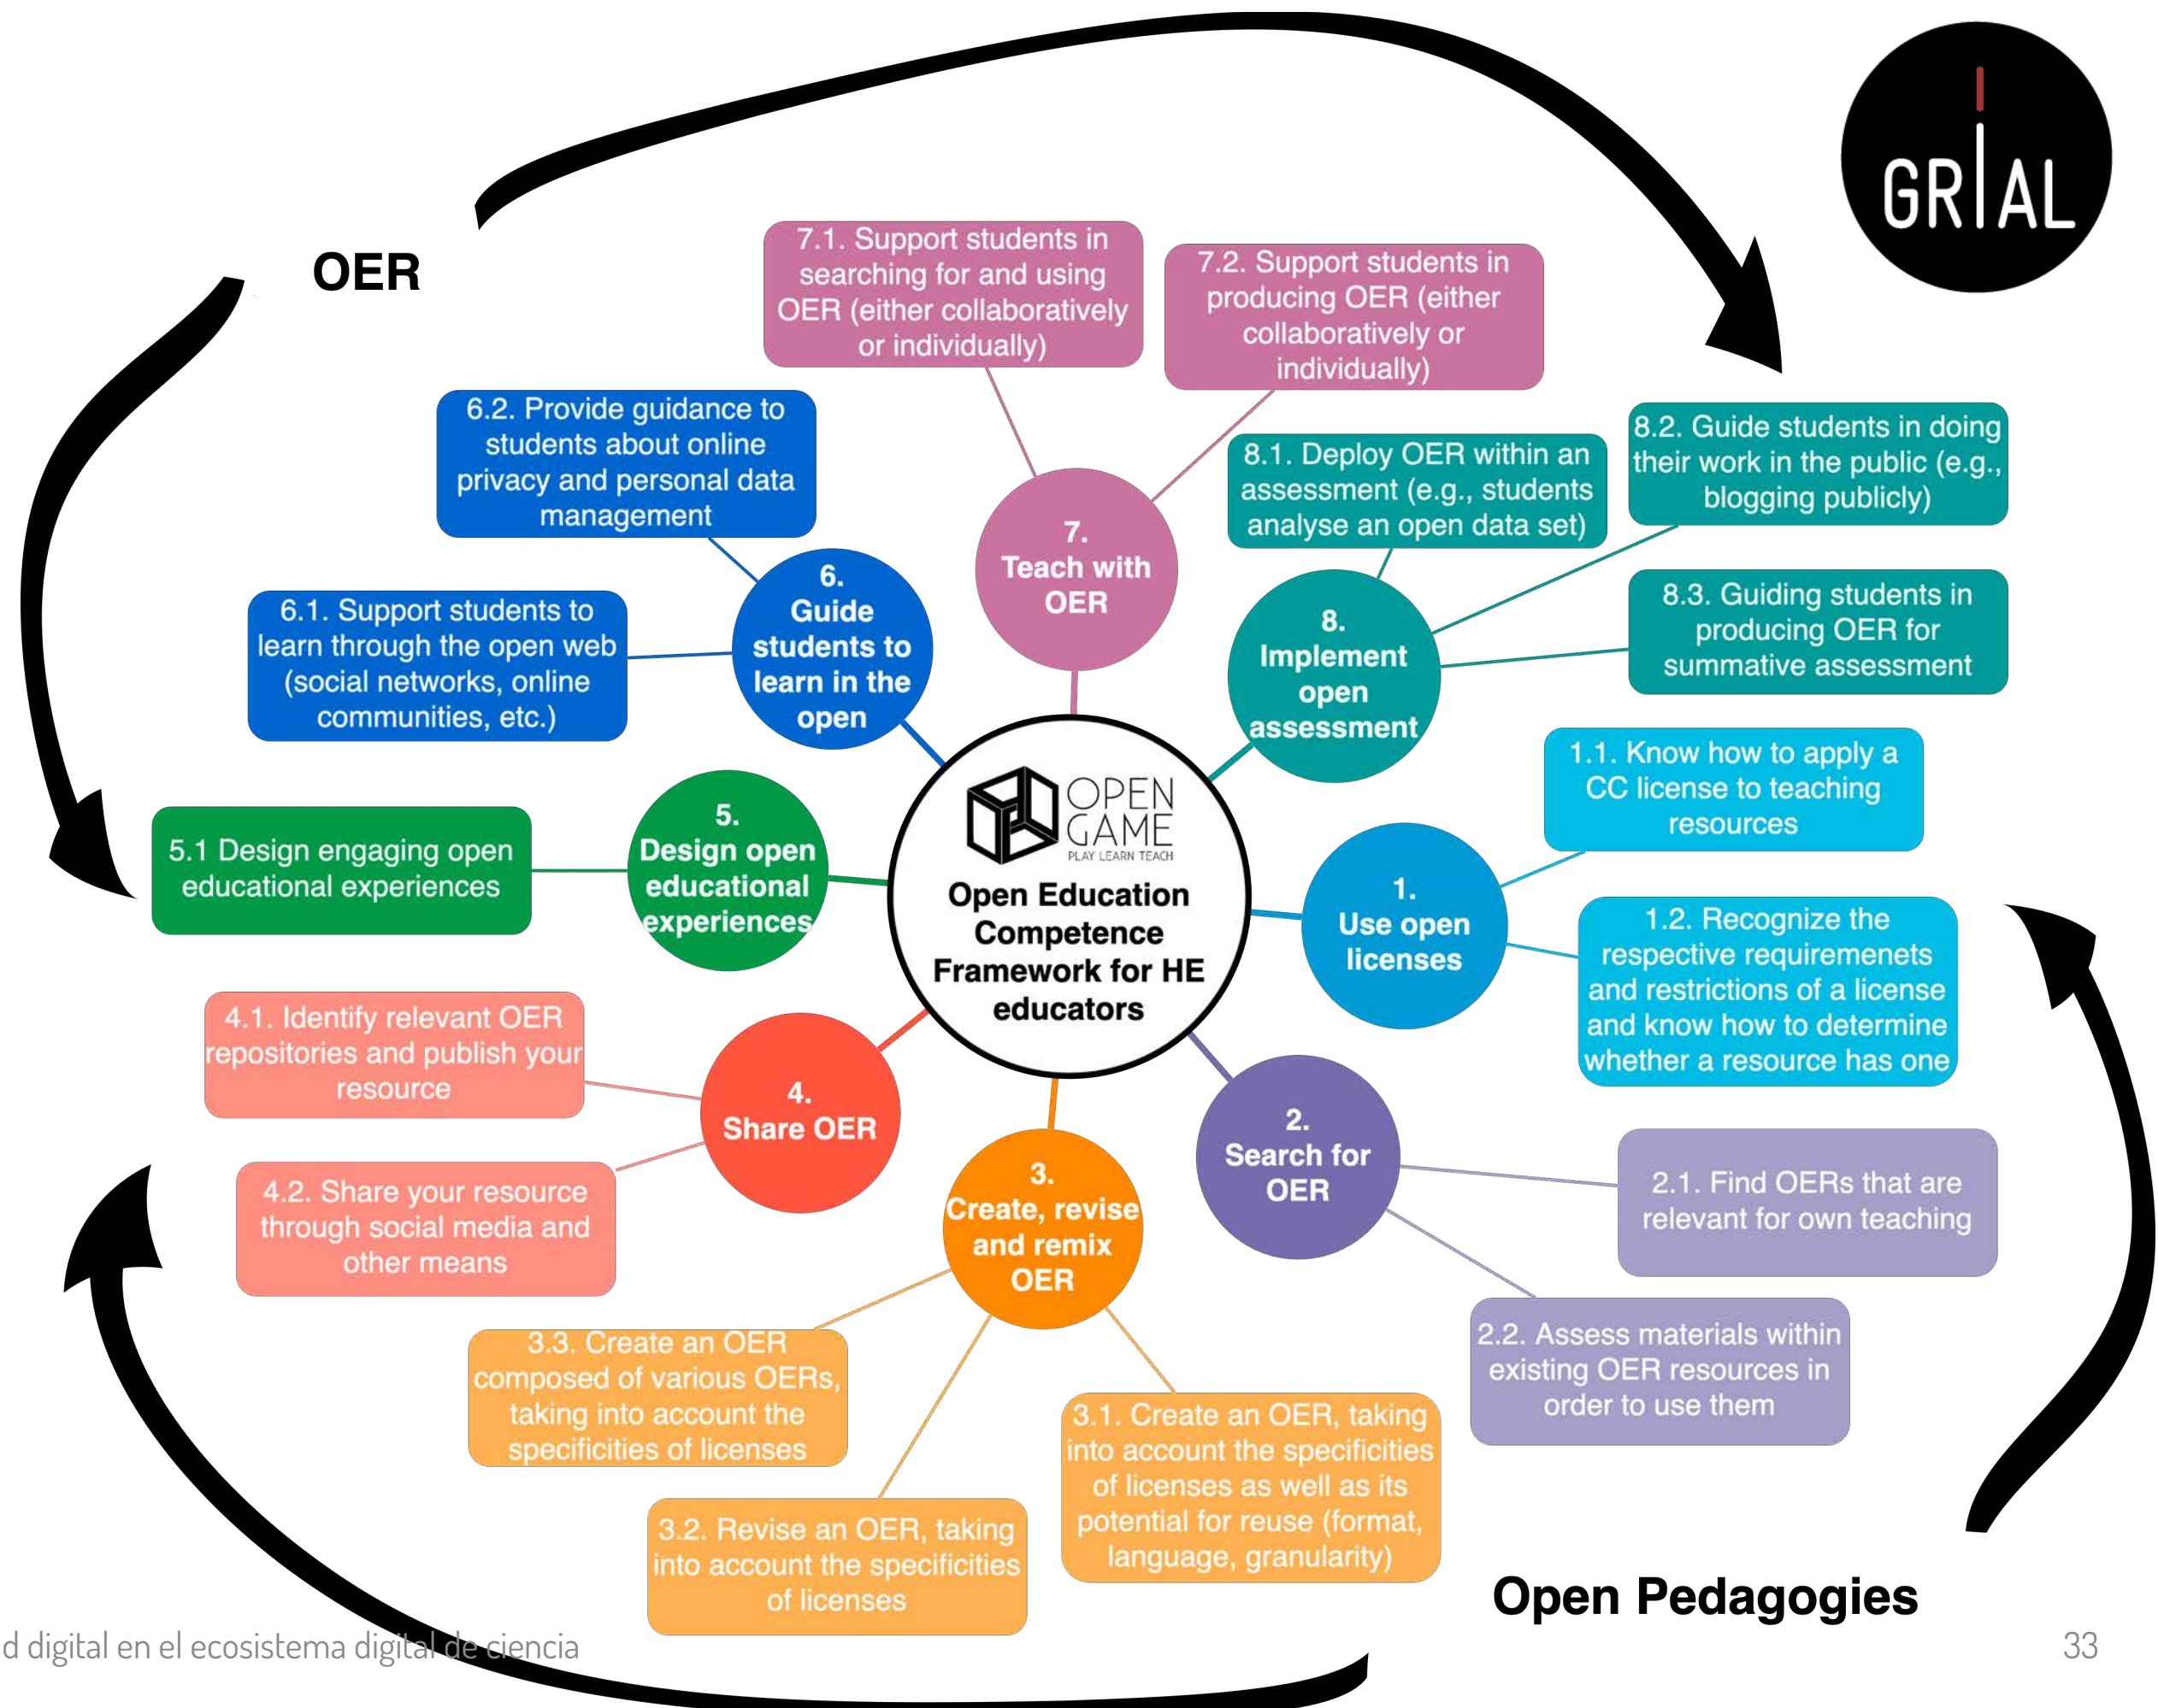 GRIAL
OER
7.1. Support students in
searching for and using
OER (either collaboratively
or individually)
7.2. Support students in
producing OER (either
collaboratively or
individually)
6.2. Provide guidance to
students about online
privacy and personal data
management
8.1. Deploy OER within an
assessment (e.g., students
analyse an open data set)
8.2. Guide students in doing
their work in the public (e.g.,
blogging publicly)
7.
Teach with
OER
6.
Guide
students to
learn in the
open
6.1. Support students to
learn through the open web
(social networks, online
communities, etc.)
8.
Implement
open
assessment
8.3. Guiding students in
producing OER for
summative assessment
1.1. Know how to apply a
CC license to teaching
resources
5.1 Design engaging open
educational experiences
5.
Design open
educational
experiences
OPEN
GAME
PLAY LEARN TEACH
Open Education
Competence
Framework for HE
educators
1.
Use open
licenses
1.2. Recognize the
respective requiremenets
and restrictions of a license
and know how to determine
whether a resource has one
4.1. Identify relevant OER
repositories and publish your
resource
4.
Share OER
4.2. Share your resource
through social media and
other means
3.
Create, revise
and remix
OER
2.
Search for
OER
2.1. Find OERs that are
relevant for own teaching
2.2. Assess materials within
existing OER resources in
order to use them
3.3. Create an OER
composed of various OERs,
taking into account the
specificities of licenses
3.1. Create an OER, taking
into account the specificities
of licenses as well as its
potential for reuse (format,
language, granularity)
3.2. Revise an OER, taking
into account the specificities
of licenses
Open Pedagogies
d digital en el ecosistema digital de ciencia
33